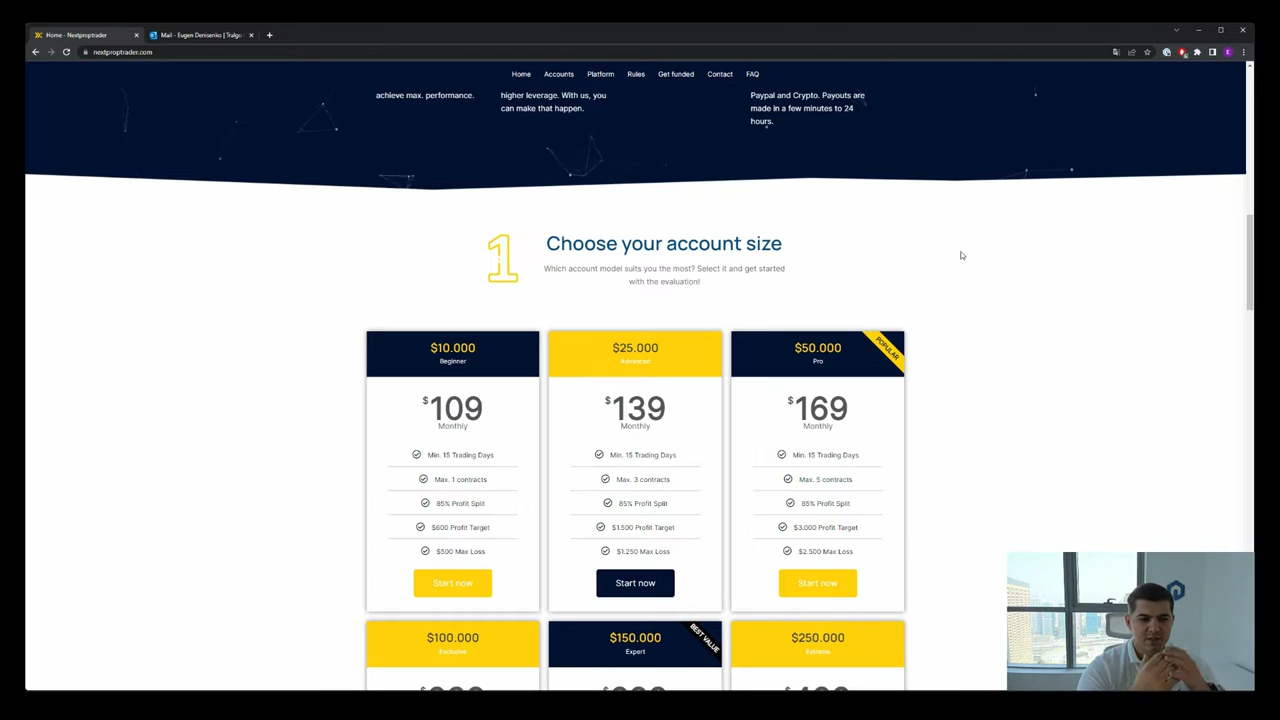 Home - Nextproptrader
Mail - Eugen Denisenko | Tralgo
nextproptrader.com
E
Home Accounts Platform Rules Get funded Contact FAQ
achieve max. performance.
higher leverage. With us, you
can make that happen.
Paypal and Crypto. Payouts are
made in a few minutes to 24
hours.
1
Choose your account size
Which account model suits you the most? Select it and get started
with the evaluation!
$10.000
Beginner
$109
Monthly
Min. 15 Trading Days
Max. 1 contracts
85% Profit Split
$600 Profit Target
$500 Max Loss
Start now
$25.000
Advanced
$139
Monthly
Min. 15 Trading Days
Max. 3 contracts
85% Profit Split
$1.500 Profit Target
$1.250 Max Loss
Start now
$50.000
Pro
POPULAR
$169
Monthly
Min. 15 Trading Days
Max. 5 contracts
85% Profit Split
$3.000 Profit Target
$2.500 Max Loss
Start now
$100.000
Exclusive
$150.000
Expert
BEST VALUE
$250.000
Extreme